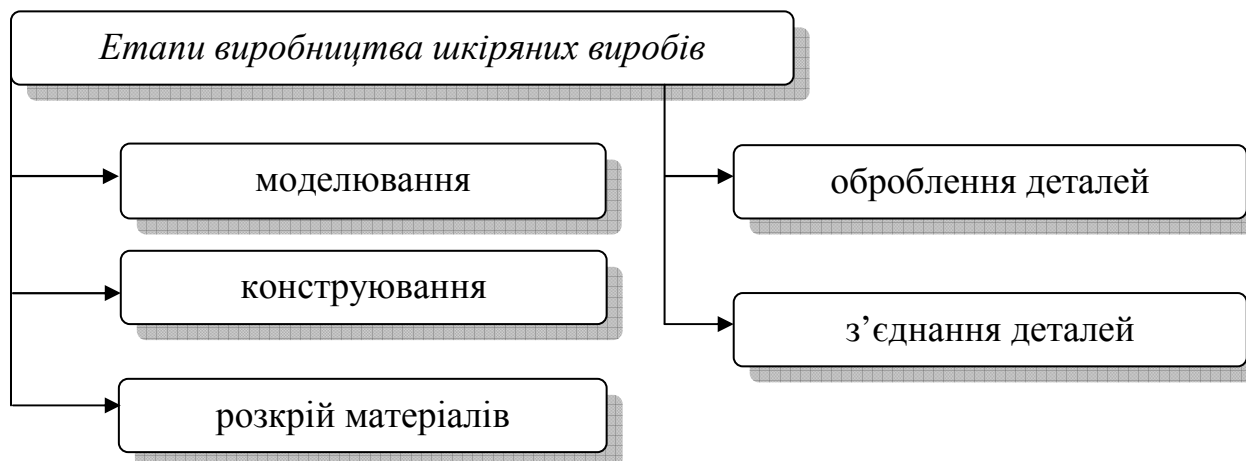 Етапи виробництва шкіряних виробів
моделювання
конструювання
розкрій матеріалів
оброблення деталей
з’єднання деталей